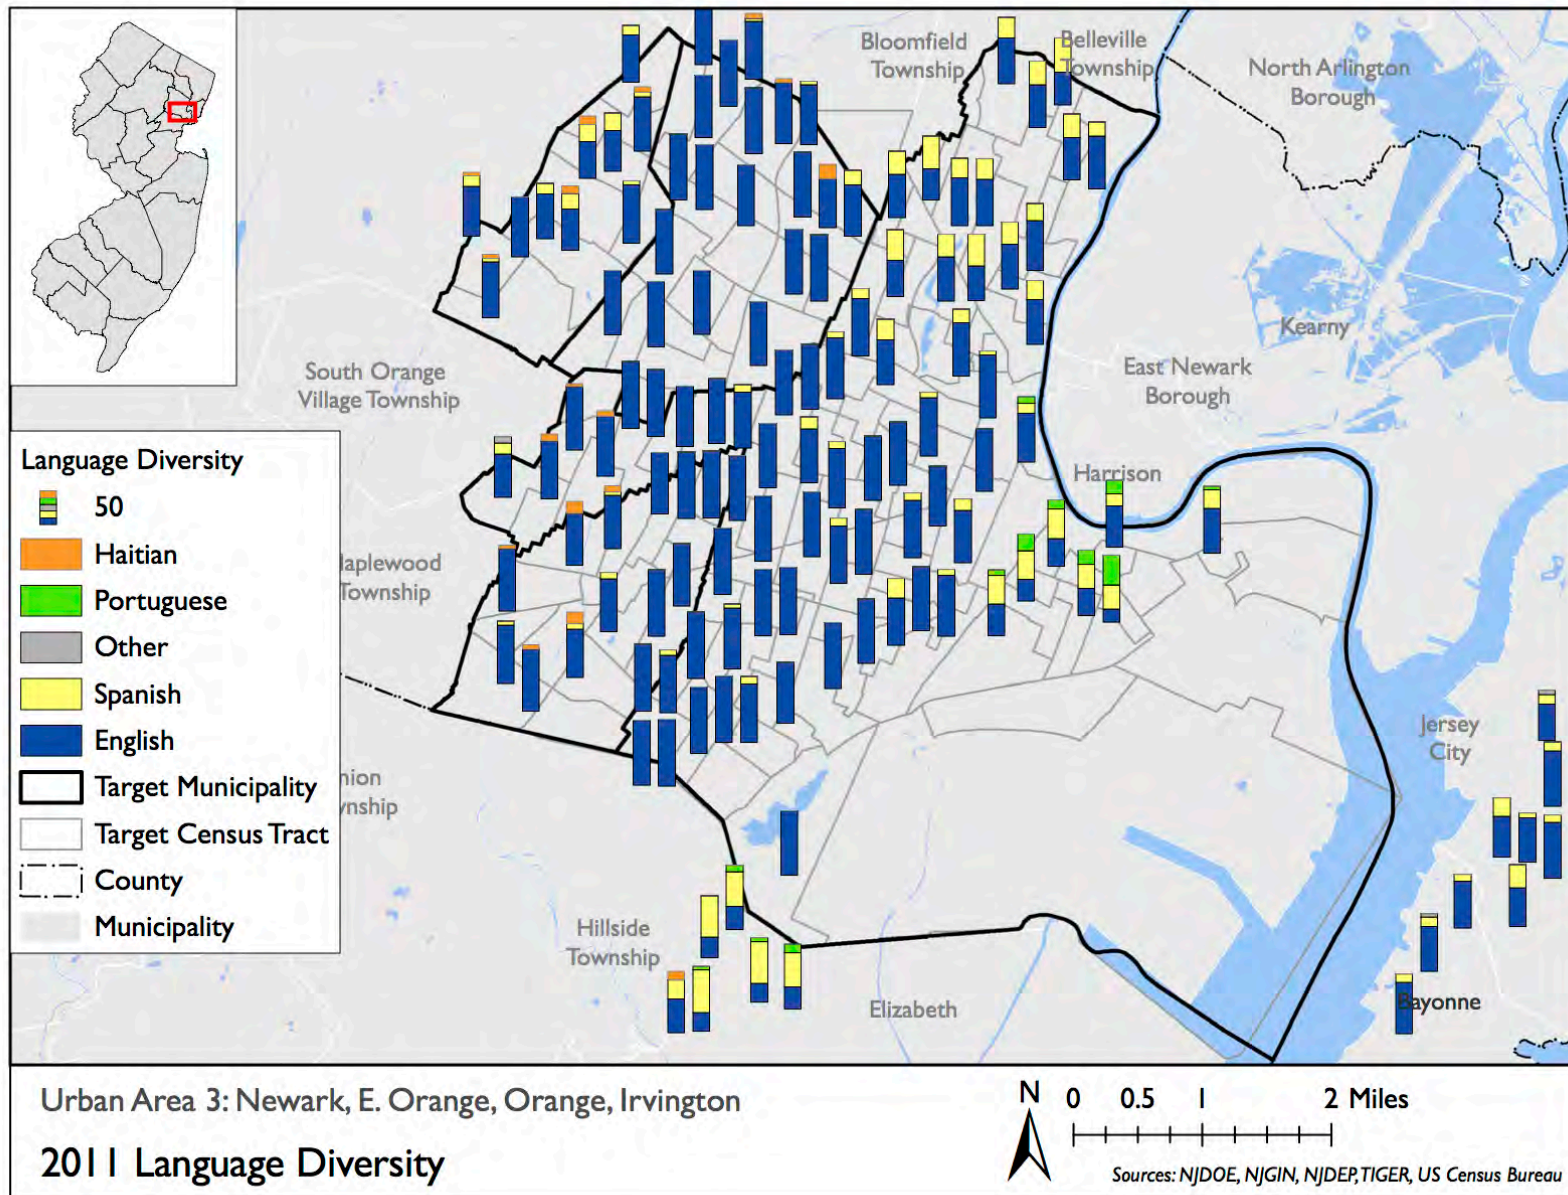 Bloomfield
Township
Belleville
Township
North Arlington
Borough
Kearny
East Newark
Borough
South Orange
Village Township
Harrison
Language Diversity
50
Haitian
Portuguese
Other
Spanish
English
Target Municipality
Target Census Tract
County
Municipality
aplewood
Township
nion
nship
Jersey
City
Hillside
Township
Elizabeth
Bayonne
Urban Area 3: Newark, E. Orange, Orange, Irvington
2011 Language Diversity
N
0 0.5 1 2 Miles
Sources: NJDOE, NJGIN, NJDEP, TIGER, US Census Bureau